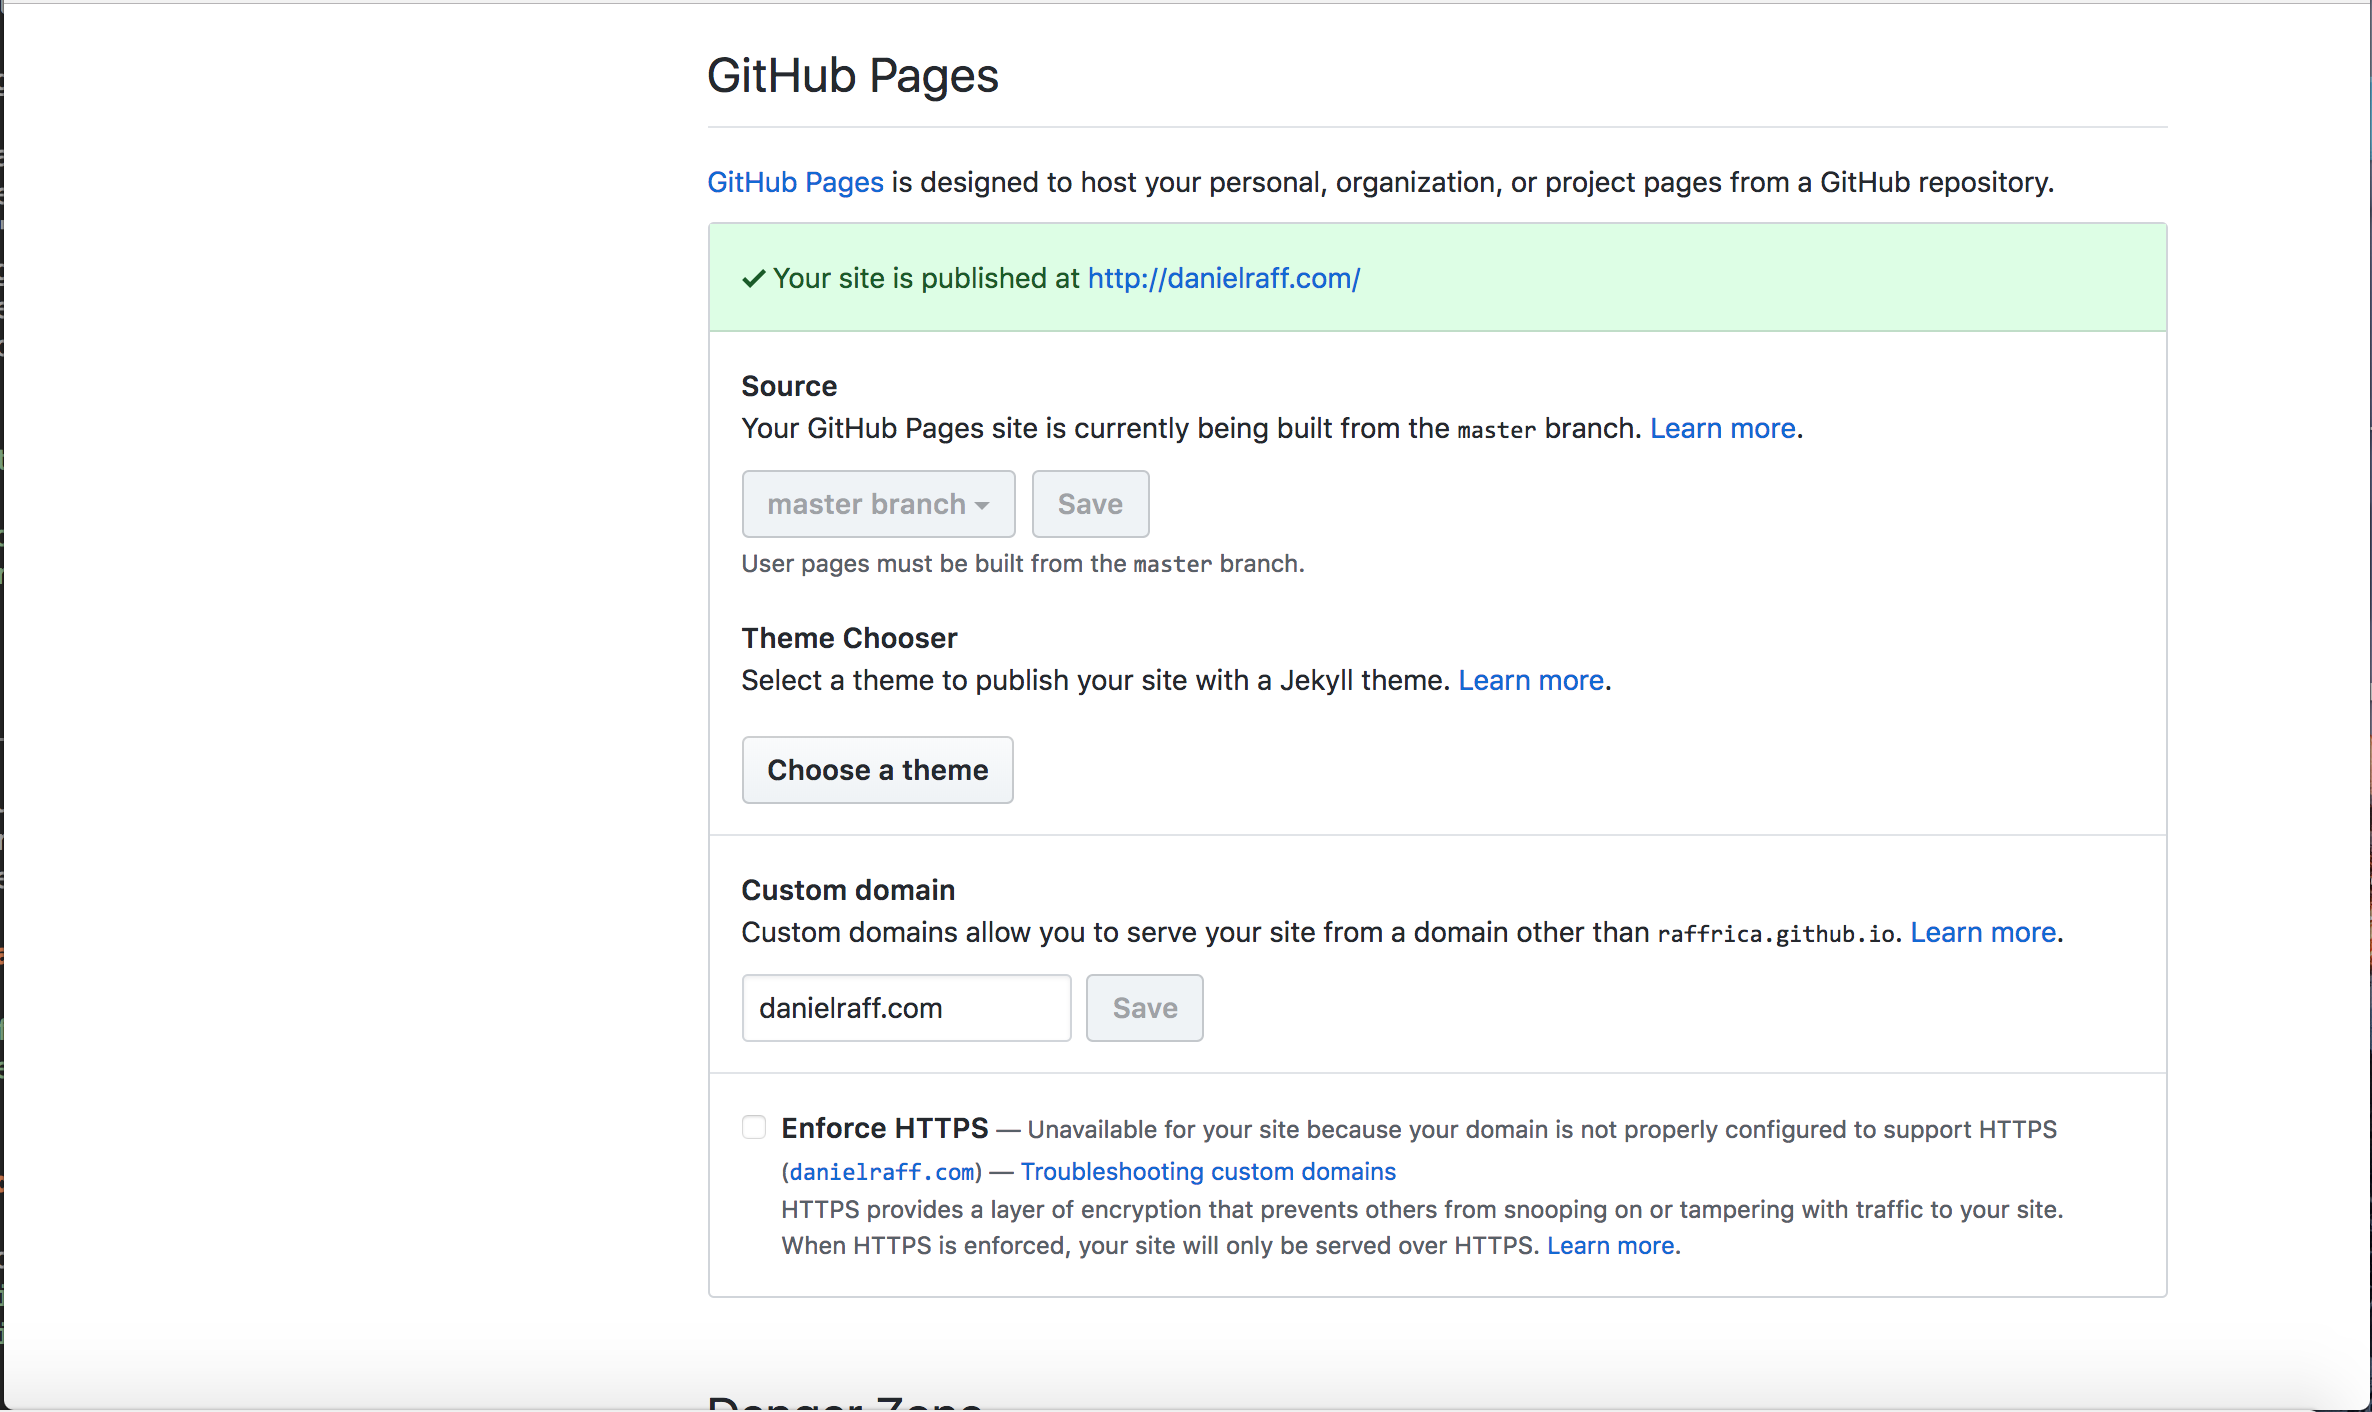 GitHub Pages
GitHub Pages is designed to host your personal, organization, or project pages from a GitHub repository.
Your site is published at http://danielraff.com/
Source
Your GitHub Pages site is currently being built from the master branch. Learn more.
master branch Save
User pages must be built from the master branch.
Theme Chooser
Select a theme to publish your site with a Jekyll theme. Learn more.
Choose a theme
Custom domain
Custom domains allow you to serve your site from a domain other than raffrica.github.io. Learn more.
danielraff.com Save
Enforce HTTPS — Unavailable for your site because your domain is not properly configured to support HTTPS
(danielraff.com) — Troubleshooting custom domains
HTTPS provides a layer of encryption that prevents others from snooping on or tampering with traffic to your site.
When HTTPS is enforced, your site will only be served over HTTPS. Learn more.
Danger Zone